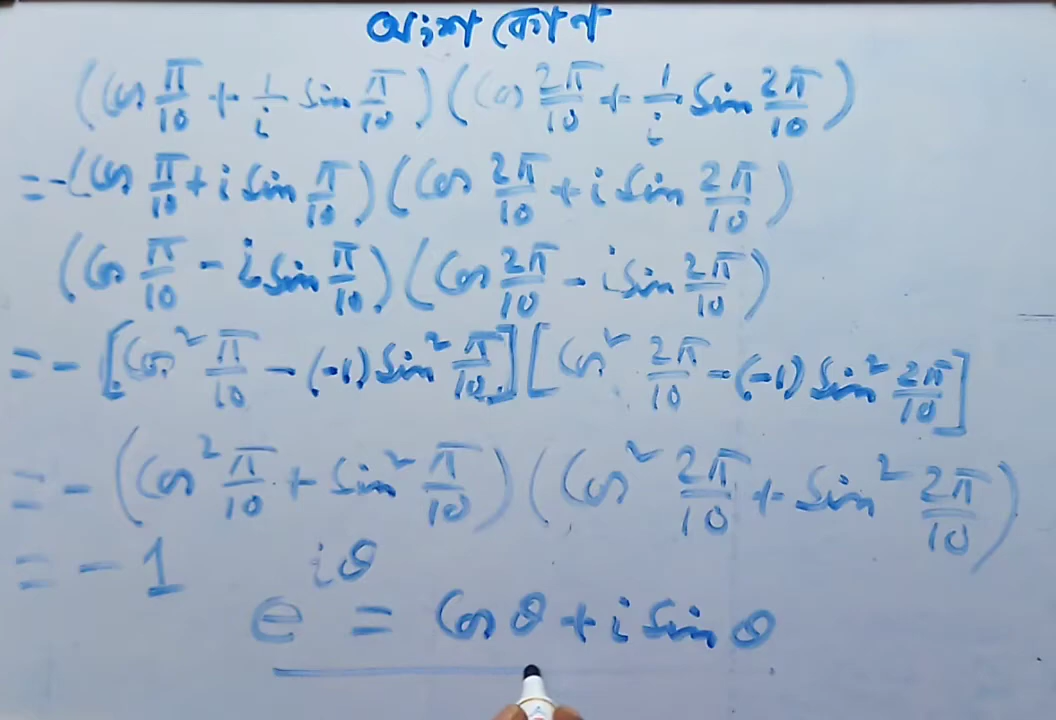 (cos π/10 + 1/i sin π/10)(cos 2π/10 + 1/i sin 2π/10)
= -(cos π/10 + i sin π/10)(cos 2π/10 + i sin 2π/10)
(cos π/10 - i sin π/10)(cos 2π/10 - i sin 2π/10)
= - [cos² π/10 - (-1) sin² π/10][cos² 2π/10 - (-1) sin² 2π/10]
= - (cos² π/10 + sin² π/10)(cos² 2π/10 + sin² 2π/10)
= - 1
e^{iθ} = cos θ + i sin θ